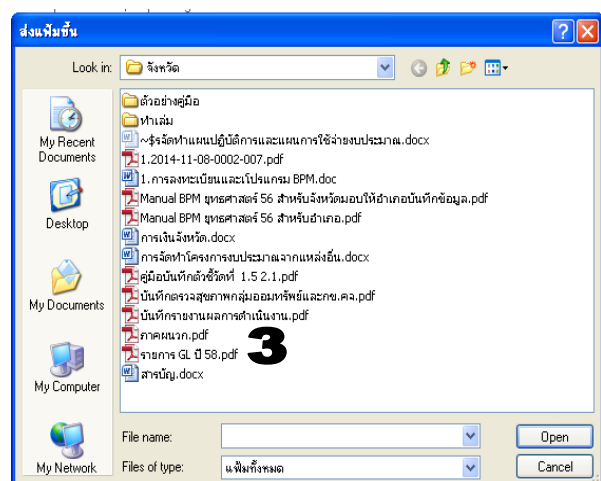 ส่งแฟ้มขึ้น
Look in: จังหวัด
ตัวอย่างคู่มือ
ทำเล่ม
~$รจัดทำแผนปฏิบัติการและแผนการใช้จ่ายงบประมาณ.docx
1.2014-11-08-0002-007.pdf
1.การลงทะเบียนและเโปรแกรม BPM.doc
Manual BPM ยุทธศาสตร์ 56 สำหรับจังหวัดมอบให้อำเภอบันทึกข้อมูล.pdf
Manual BPM ยุทธศาสตร์ 56 สำหรับอำเภอ.pdf
การเงินจังหวัด.docx
การจัดทำโครงการงบประมาณจากแหล่งอื่น.docx
คู่มือบันทึกตัวชี้วัดที่ 1.5 2.1.pdf
บันทึกตรวจสุขภาพกลุ่มออมทรัพย์และกข.คจ.pdf
บันทึกรายงานผลการดำเนินงาน.pdf
ภาคผนวก.pdf
รายการ GL ปี 58.pdf
3
สารบัญ.docx
My Recent
Documents
Desktop
My Documents
My Computer
My Network
File name:
Open
Files of type: แฟ้มทั้งหมด
Cancel